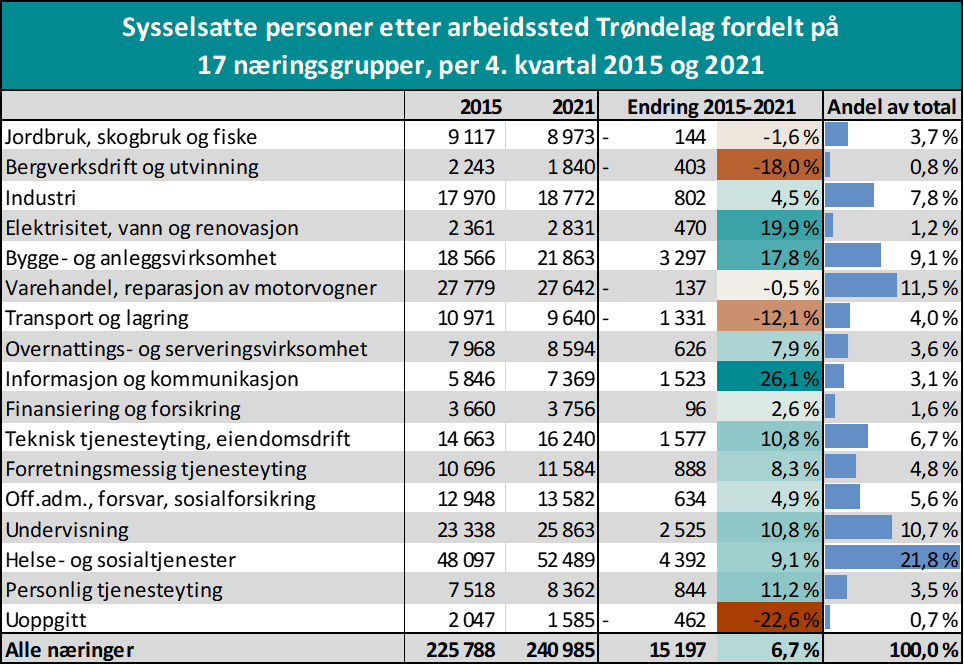 Sysselsatte personer etter arbeidssted Trøndelag fordelt på
17 næringsgrupper, per 4. kvartal 2015 og 2021
2015 2021 Endring 2015-2021 Andel av total
Jordbruk, skogbruk og fiske 9 117 8 973 - 144 -1,6 % 3,7 %
Bergverksdrift og utvinning 2 243 1 840 - 403 -18,0 % 0,8 %
Industri 17 970 18 772 802 4,5 % 7,8 %
Elektrisitet, vann og renovasjon 2 361 2 831 470 19,9 % 1,2 %
Bygge- og anleggsvirksomhet 18 566 21 863 3 297 17,8 % 9,1 %
Varehandel, reparasjon av motorvogner 27 779 27 642 - 137 -0,5 % 11,5 %
Transport og lagring 10 971 9 640 - 1 331 -12,1 % 4,0 %
Overnattings- og serveringsvirksomhet 7 968 8 594 626 7,9 % 3,6 %
Informasjon og kommunikasjon 5 846 7 369 1 523 26,1 % 3,1 %
Finansiering og forsikring 3 660 3 756 96 2,6 % 1,6 %
Teknisk tjenesteyting, eiendomsdrift 14 663 16 240 1 577 10,8 % 6,7 %
Forretningsmessig tjenesteyting 10 696 11 584 888 8,3 % 4,8 %
Off.adm., forsvar, sosialforsikring 12 948 13 582 634 4,9 % 5,6 %
Undervisning 23 338 25 863 2 525 10,8 % 10,7 %
Helse- og sosialtjenester 48 097 52 489 4 392 9,1 % 21,8 %
Personlig tjenesteyting 7 518 8 362 844 11,2 % 3,5 %
Uoppgitt 2 047 1 585 - 462 -22,6 % 0,7 %
Alle næringer 225 788 240 985 15 197 6,7 % 100,0 %